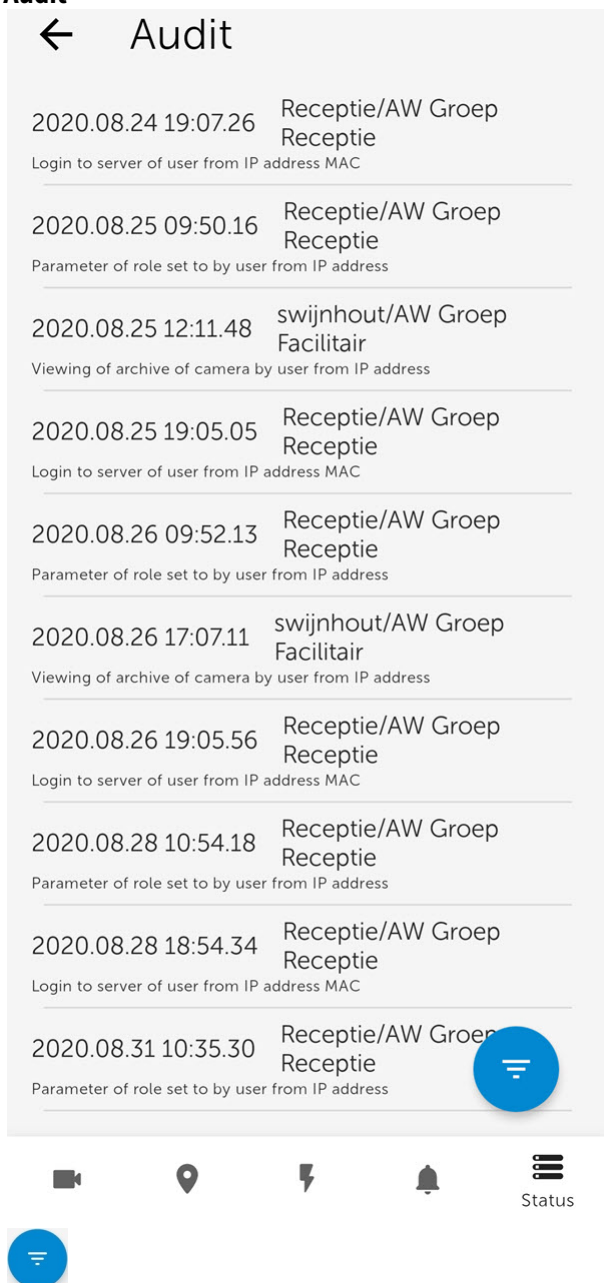 Audit
Audit
2020.08.24 19:07.26 Receptie/AW Groep
Receptie
Login to server of user from IP address MAC
2020.08.25 09:50.16 Receptie/AW Groep
Receptie
Parameter of role set to by user from IP address
2020.08.25 12:11.48 swijnhout/AW Groep
Facilitair
Viewing of archive of camera by user from IP address
2020.08.25 19:05.05 Receptie/AW Groep
Receptie
Login to server of user from IP address MAC
2020.08.26 09:52.13 Receptie/AW Groep
Receptie
Parameter of role set to by user from IP address
2020.08.26 17:07.11 swijnhout/AW Groep
Facilitair
Viewing of archive of camera by user from IP address
2020.08.26 19:05.56 Receptie/AW Groep
Receptie
Login to server of user from IP address MAC
2020.08.28 10:54.18 Receptie/AW Groep
Receptie
Parameter of role set to by user from IP address
2020.08.28 18:54.34 Receptie/AW Groep
Receptie
Login to server of user from IP address MAC
2020.08.31 10:35.30 Receptie/AW Groep
Receptie
Parameter of role set to by user from IP address
Status